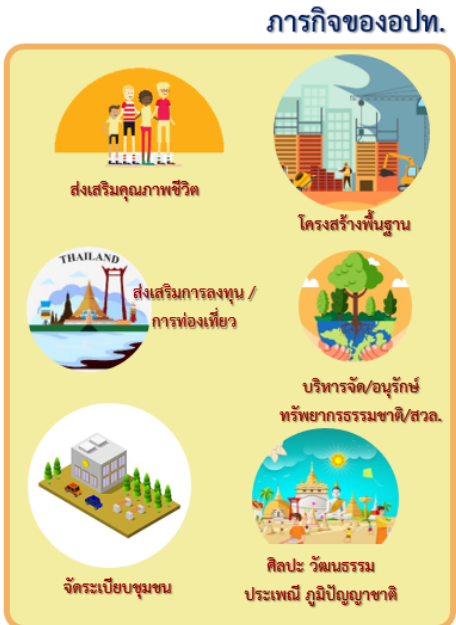 ภารกิจของอปท.
ส่งเสริมคุณภาพชีวิต
โครงสร้างพื้นฐาน
THAILAND
ส่งเสริมการลงทุน /
การท่องเที่ยว
บริหารจัด/อนุรักษ์
ทรัพยากรธรรมชาติ/สวล.
จัดระเบียบชุมชน
ศิลปะ วัฒนธรรม
ประเพณี ภูมิปัญญาชาติ